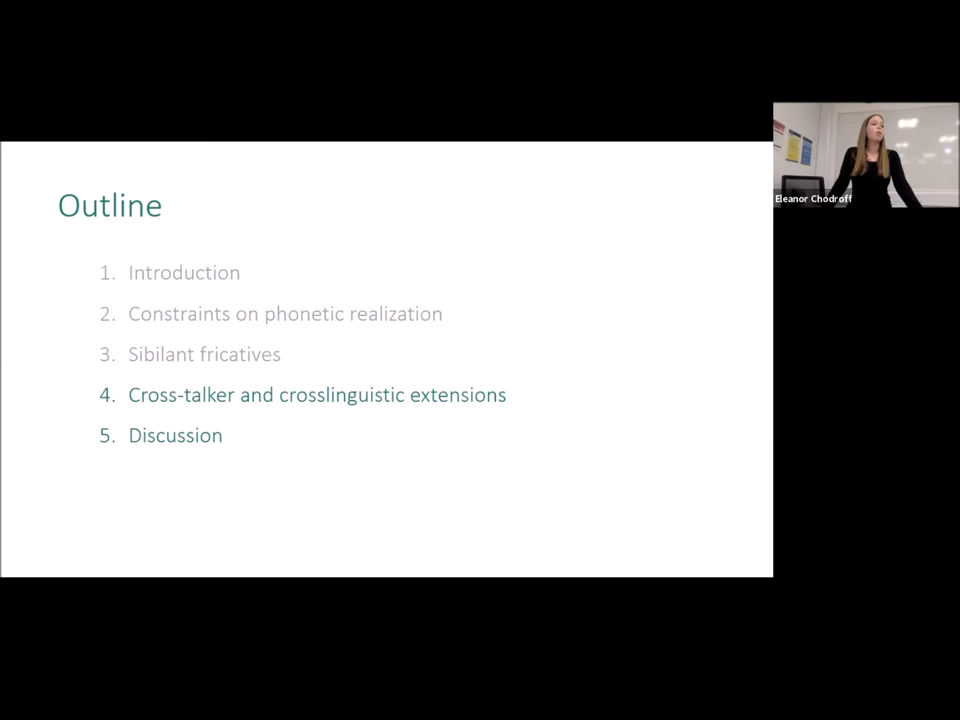 Outline
1. Introduction
2. Constraints on phonetic realization
3. Sibilant fricatives
4. Cross-talker and crosslinguistic extensions
5. Discussion
Eleanor Chodroff